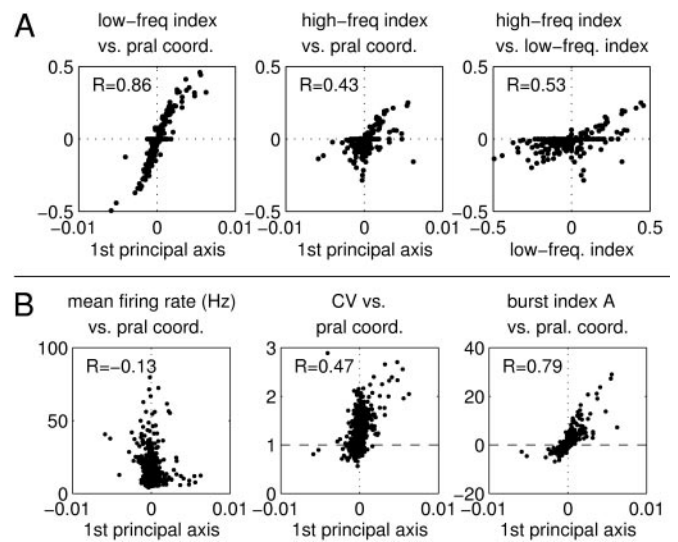 A
low−freq index
vs. pral coord.
high−freq index
vs. pral coord.
high−freq index
vs. low−freq. index
0.5
0
−0.5
R=0.86
−0.01
0
0.01
1st principal axis
0.5
0
−0.5
R=0.43
−0.01
0
0.01
1st principal axis
0.5
0
−0.5
R=0.53
−0.5
0
0.5
low−freq. index
B
mean firing rate (Hz)
vs. pral coord.
CV vs.
pral coord.
burst index A
vs. pral. coord.
100
50
0
R=−0.13
−0.01
0
0.01
1st principal axis
3
2
1
0
R=0.47
−0.01
0
0.01
1st principal axis
40
20
0
−20
R=0.79
−0.01
0
0.01
1st principal axis